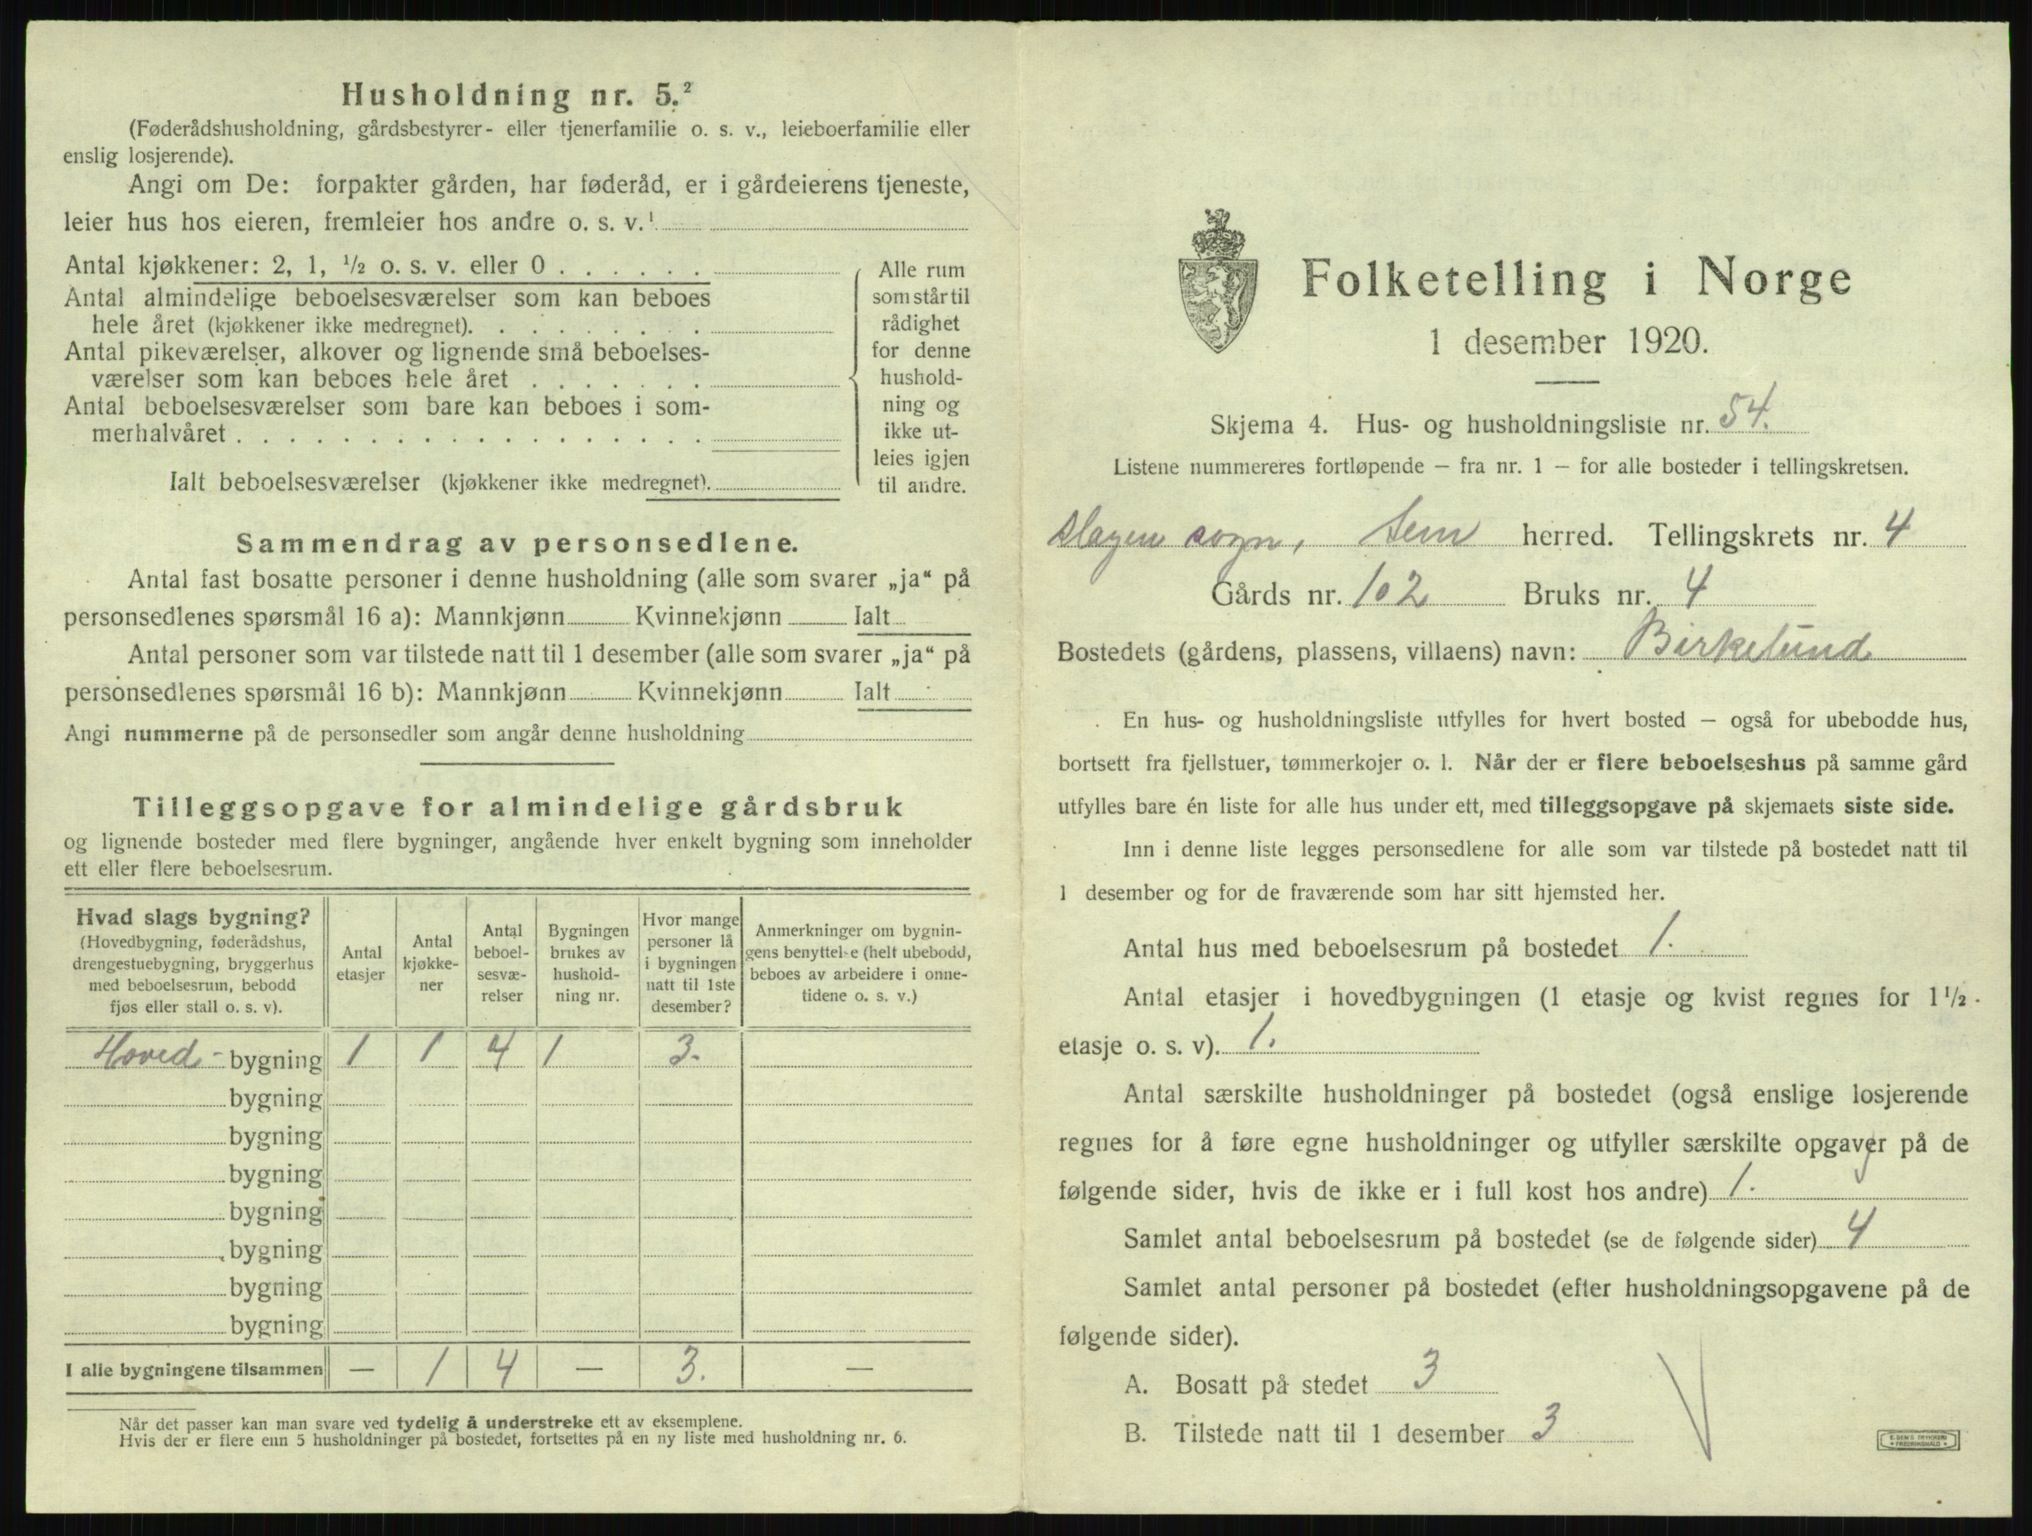 Husholdning nr. 5.²
(Føderådshusholdning, gårdsbestyrer- eller tjenerfamilie o. s. v., leieboerfamilie eller
enslig losjerende).
Angi om De: forpakter gården, har føderåd, er i gårdeierens tjeneste,
leier hus hos eieren, fremleier hos andre o. s. v.¹
Antal kjøkkener: 2, 1, ½ o. s. v. eller 0 . . . . . .
Antal almindelige beboelsesværelser som kan beboes
hele året (kjøkkener ikke medregnet). . . . . . . . .
Antal pikeværelser, alkover og lignende små beboelses-
værelser som kan beboes hele året . . . . . . .
Antal beboelsesværelser som bare kan beboes i som-
merhalvåret . . . . . . . . . . . . . . . . . .
Ialt beboelsesværelser (kjøkkener ikke medregnet).
Alle rum
som står til
rådighet
for denne
hushold-
ning og
ikke ut-
leies igjen
til andre.
Sammendrag av personsedlene.
Antal fast bosatte personer i denne husholdning (alle som svarer „ja“ på
personsedlenes spørsmål 16 a): Mannkjønn Kvinnekjønn Ialt
Antal personer som var tilstede natt til 1 desember (alle som svarer „ja“ på
personsedlenes spørsmål 16 b): Mannkjønn Kvinnekjønn Ialt
Angi nummerne på de personsedler som angår denne husholdning
Tilleggsopgave for almindelige gårdsbruk
og lignende bosteder med flere bygninger, angående hver enkelt bygning som inneholder
ett eller flere beboelsesrum.
Hvad slags bygning?
(Hovedbygning, føderådshus,
drengestuebygning, bryggerhus
med beboelsesrum, bebodd
fjøs eller stall o. s. v).
Antal
etasjer
Antal
kjøkke-
ner
Antal
beboel-
sesvæ-
relser
Bygningen
brukes av
hushold-
ning nr.
Hvor mange
personer lå
i bygningen
natt til 1ste
desember?
Anmerkninger om bygnin-
gens benyttelse (helt ubebodd,
beboes av arbeidere i onne-
tidene o. s. v.)
Hoved- bygning 1 1 4 1 3.
bygning
bygning
bygning
bygning
bygning
bygning
bygning
I alle bygningene tilsammen — 1 4 — 3. —
Når det passer kan man svare ved tydelig å understreke ett av eksemplene.
Hvis der er flere enn 5 husholdninger på bostedet, fortsettes på en ny liste med husholdning nr. 6.
Folketelling i Norge
1 desember 1920.
Skjema 4. Hus- og husholdningsliste nr. 54.
Listene nummereres fortløpende – fra nr. 1 – for alle bosteder i tellingskretsen.
Slagen sogn, Sem herred. Tellingskrets nr. 4
Gårds nr. 102 Bruks nr. 4
Bostedets (gårdens, plassens, villaens) navn: Birkelund
En hus- og husholdningsliste utfylles for hvert bosted – også for ubebodde hus,
bortsett fra fjellstuer, tømmerkojer o. l. Når der er flere beboelseshus på samme gård
utfylles bare én liste for alle hus under ett, med tilleggsopgave på skjemaets siste side.
Inn i denne liste legges personsedlene for alle som var tilstede på bostedet natt til
1 desember og for de fraværende som har sitt hjemsted her.
Antal hus med beboelsesrum på bostedet 1.
Antal etasjer i hovedbygningen (1 etasje og kvist regnes for 1½
etasje o. s. v). 1.
Antal særskilte husholdninger på bostedet (også enslige losjerende
regnes for å føre egne husholdninger og utfyller særskilte opgaver på de
følgende sider, hvis de ikke er i full kost hos andre) 1.
Samlet antal beboelsesrum på bostedet (se de følgende sider) 4
Samlet antal personer på bostedet (efter husholdningsopgavene på de
følgende sider).
A. Bosatt på stedet 3
B. Tilstede natt til 1 desember 3